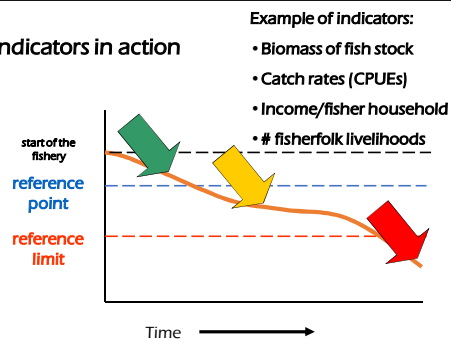 Example of indicators:
ndicators in action
• Biomass of fish stock
• Catch rates (CPUEs)
• Income/fisher household
• # fisherfolk livelihoods
start of the
fishery
reference
point
reference
limit
Time